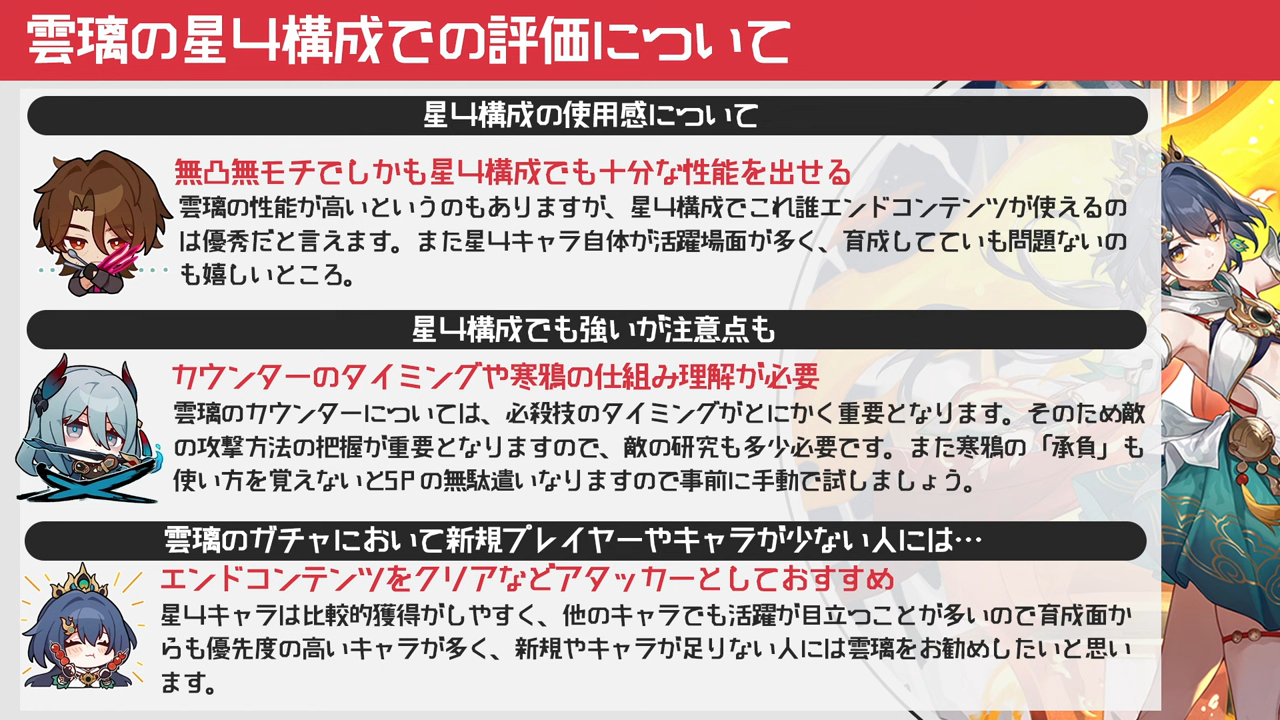 雲璃の星4構成での評価について
星4構成の使用感について
無凸無モチでしかも星4構成でも十分な性能を出せる
雲璃の性能が高いというのもありますが、星4構成でこれ誰エンドコンテンツが使えるの
は優秀だと言えます。また星4キャラ自体が活躍場面が多く、育成してていも問題ないの
も嬉しいところ。
星4構成でも強いが注意点も
カウンターのタイミングや寒鴉の仕組み理解が必要
雲璃のカウンターについては、必殺技のタイミングがとにかく重要となります。そのため敵
の攻撃方法の把握が重要となりますので、敵の研究も多少必要です。また寒鴉の「承負」も
使い方を覚えないとSPの無駄遣いなりますので事前に手動で試しましょう。
雲璃のガチャにおいて新規プレイヤーやキャラが少ない人には…
エンドコンテンツをクリアなどアタッカーとしておすすめ
星4キャラは比較的獲得がしやすく、他のキャラでも活躍が目立つことが多いので育成面か
らも優先度の高いキャラが多く、新規やキャラが足りない人には雲璃をお勧めしたいと思い
ます。